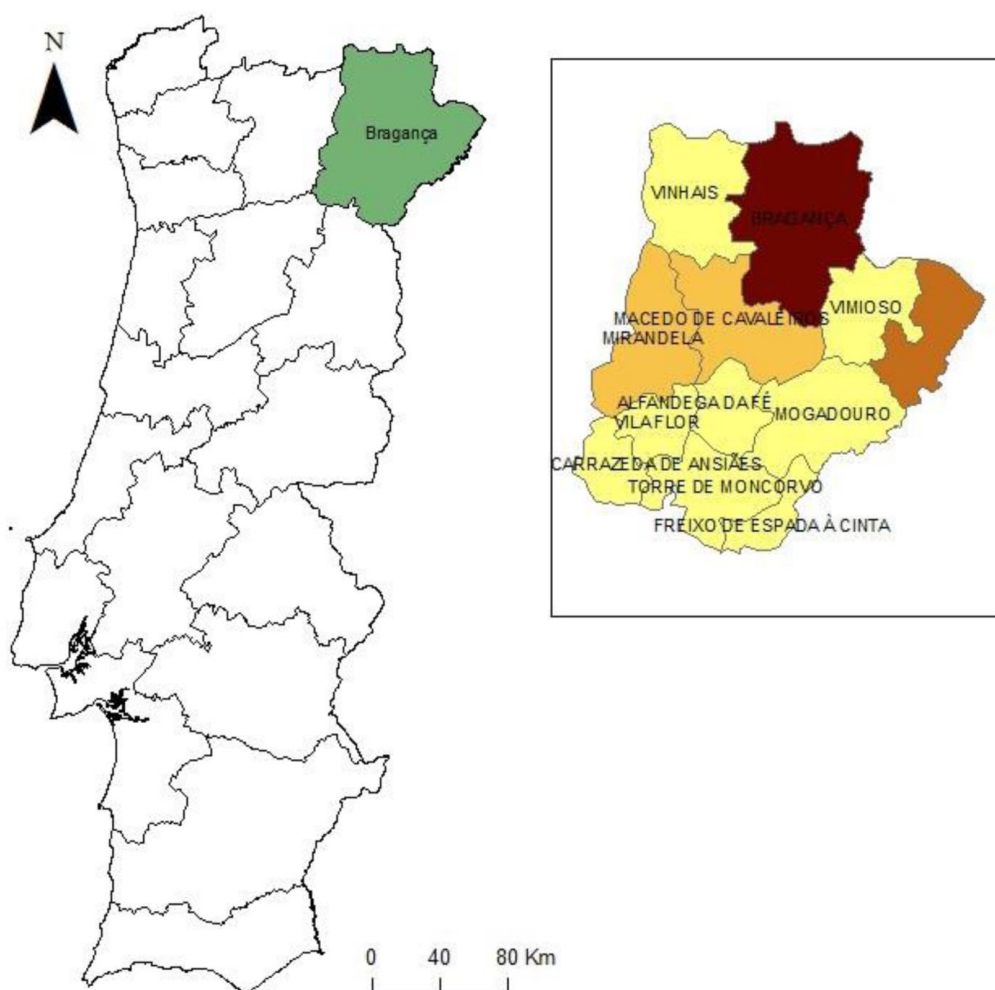 N
Bragança
VINHAIS
BRAGANÇA
VIMIOSO
MACEDO DE CAVALEIROS
MIRANDELA
ALFANDEGA DA FÉ
MOGADOURO
VILA FLOR
CARRAZEDA DE ANSIÃES
TORRE DE MONCORVO
FREIXO DE ESPADA À CINTA
0 40 80 Km